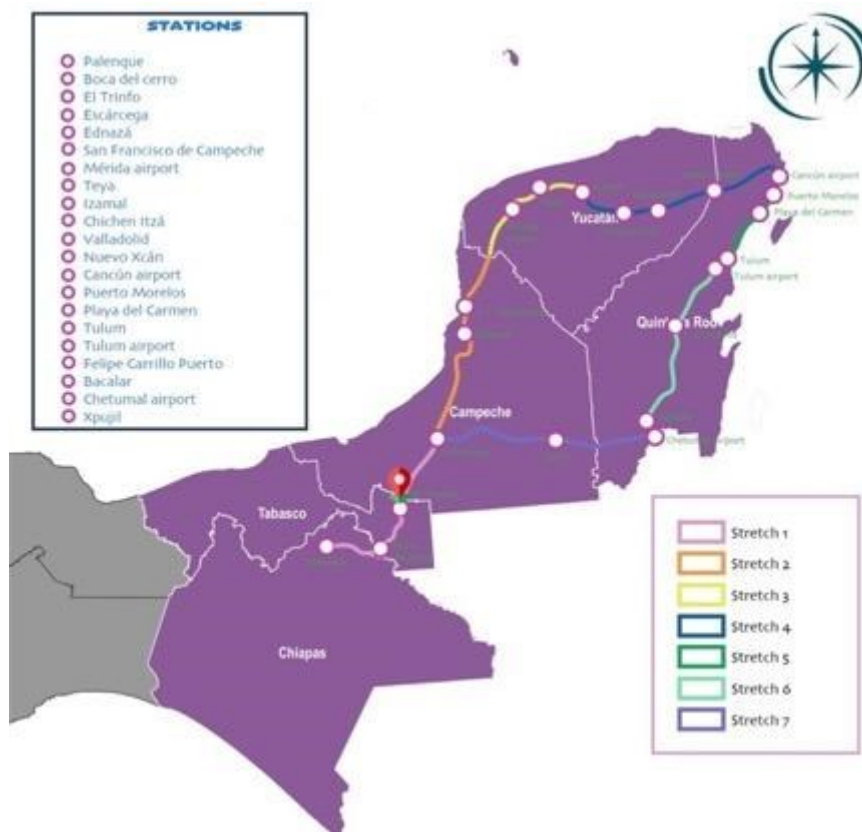 STATIONS
Palenque
Boca del cerro
El Trinfo
Escárcega
Ednazá
San Francisco de Campeche
Mérida airport
Teya
Izamal
Chichen Itzá
Valladolid
Nuevo Xcán
Cancún airport
Puerto Morelos
Playa del Carmen
Tulum
Tulum airport
Felipe Carrillo Puerto
Bacalar
Chetumal airport
Xpujil
Cancún airport
Puerto Morelos
Playa del Carmen
Yucatán
Tulum
Tulum airport
Campeche
Chetumal airport
Tabasco
Chiapas
Stretch 1
Stretch 2
Stretch 3
Stretch 4
Stretch 5
Stretch 6
Stretch 7